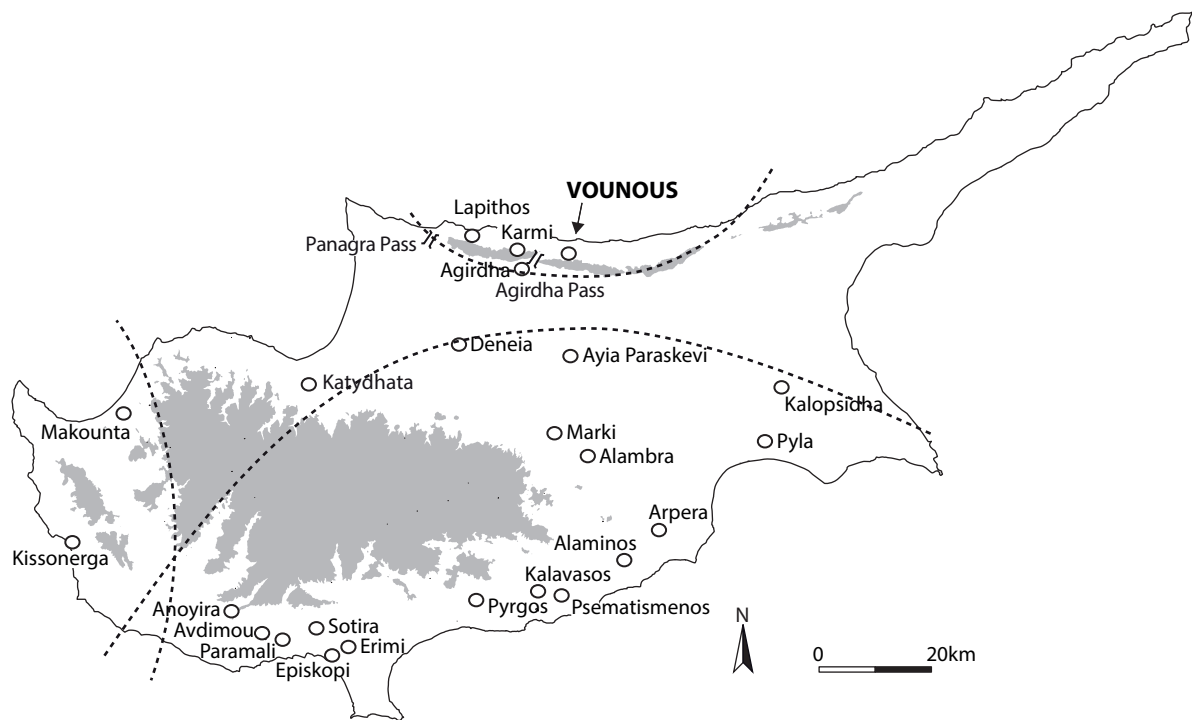 VOUNOUS
Lapithos
Karmi
Panagra Pass
Agirdha
Agirdha Pass
Deneia
Ayia Paraskevi
Katydhata
Kalopsidha
Makounta
Marki
Pyla
Alambra
Arpera
Kissonerga
Alaminos
Kalavasos
Anoyira
Pyrgos
Psematismenos
Avdimou
Sotira
Paramali
Erimi
Episkopi
N
0 20km